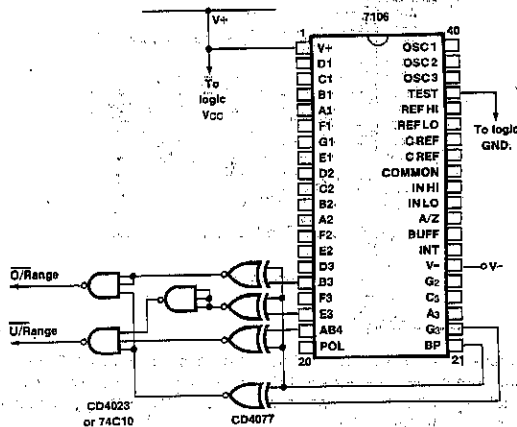 V+
1
7106
40
V+
D1
C1
B1
A1
F1
G1
E1
D2
C2
B2
A2
F2
E2
D3
B3
F3
E3
AB4
POL
20
OSC1
OSC2
OSC3
TEST
REF HI
REF LO
CREF
CREF
COMMON
IN HI
IN LO
A/Z
BUFF
INT
V–
G2
C3
A3
G3
BP
21
To
logic
VCC
To logic
GND.
V–
O/Range
U/Range
CD4023
or 74C10
CD4077